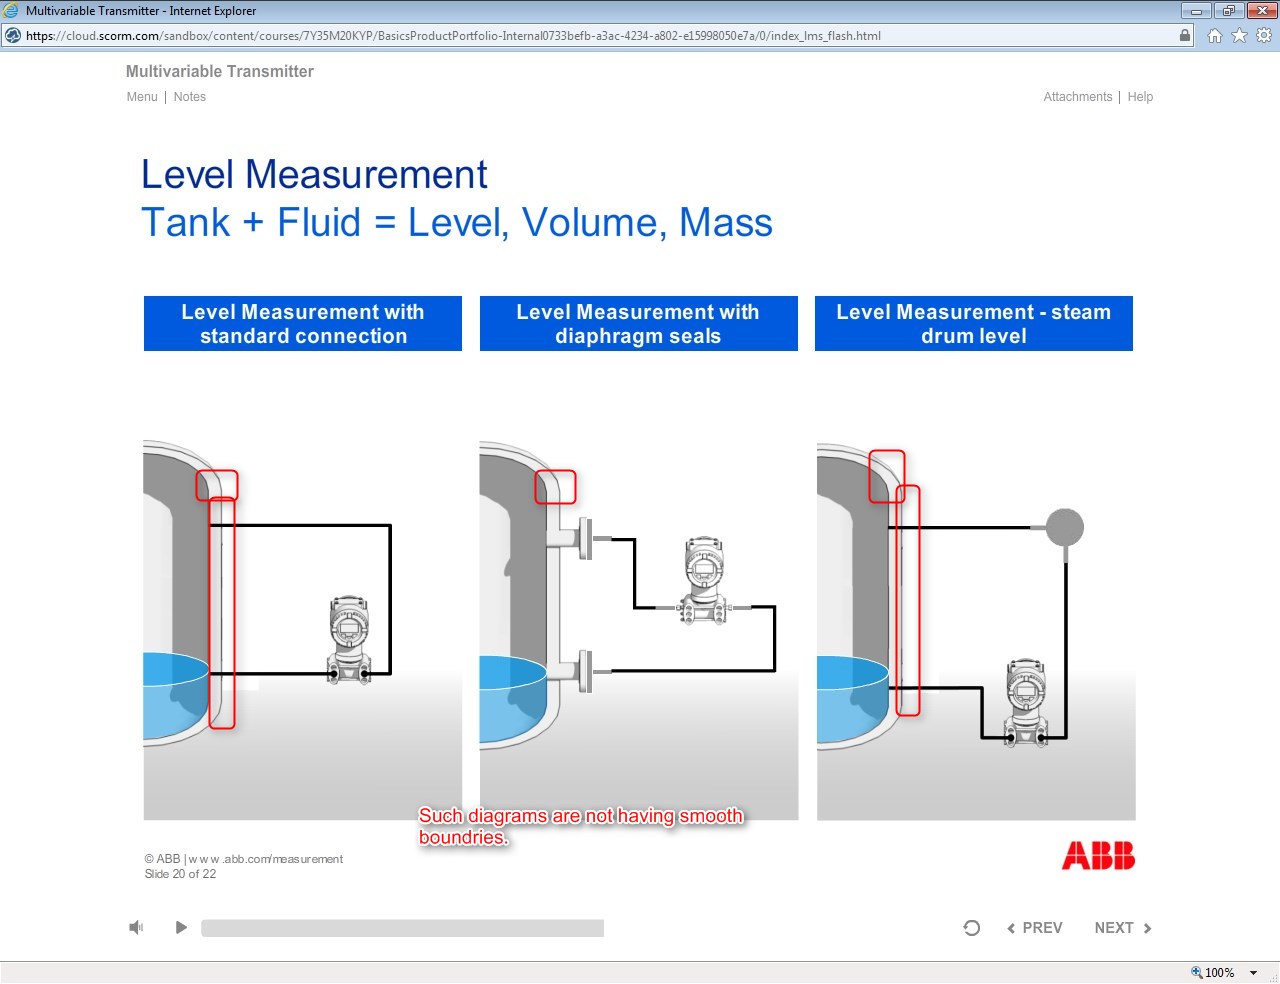 Multivariable Transmitter - Internet Explorer
https://cloud.scorm.com/sandbox/content/courses/7Y35M20KYP/BasicsProductPortfolio-Internal0733befb-a3ac-4234-a802-e15998050e7a/0/index_lms_flash.html
Multivariable Transmitter
Menu | Notes
Attachments | Help
Level Measurement
Tank + Fluid = Level, Volume, Mass
Level Measurement with
standard connection
Level Measurement with
diaphragm seals
Level Measurement - steam
drum level
Such diagrams are not having smooth
boundries.
© ABB | www.abb.com/measurement
Slide 20 of 22
ABB
PREV
NEXT
100%